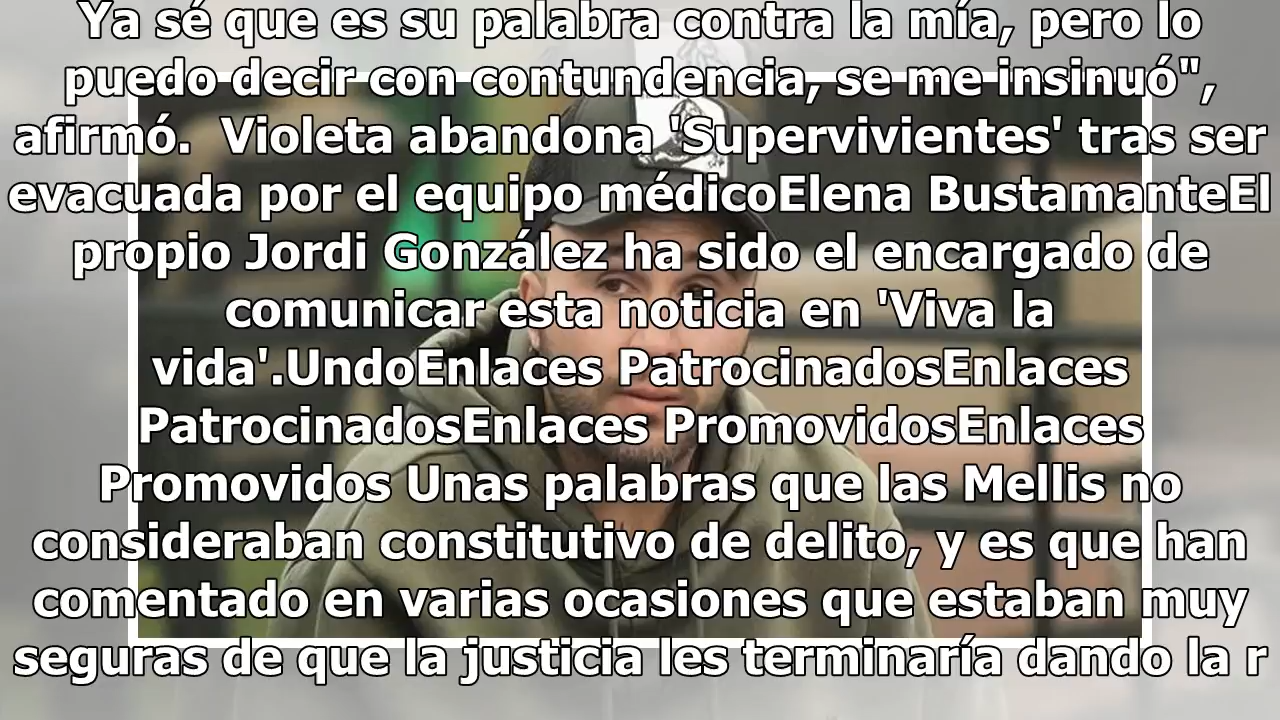 Ya sé que es su palabra contra la mía, pero lo
puedo decir con contundencia, se me insinuó",
afirmó.  Violeta abandona 'Supervivientes' tras ser
evacuada por el equipo médicoElena BustamanteEl
propio Jordi González ha sido el encargado de
comunicar esta noticia en 'Viva la
vida'.UndoEnlaces PatrocinadosEnlaces
PatrocinadosEnlaces PromovidosEnlaces
Promovidos Unas palabras que las Mellis no
consideraban constitutivo de delito, y es que han
comentado en varias ocasiones que estaban muy
seguras de que la justicia les terminaría dando la r